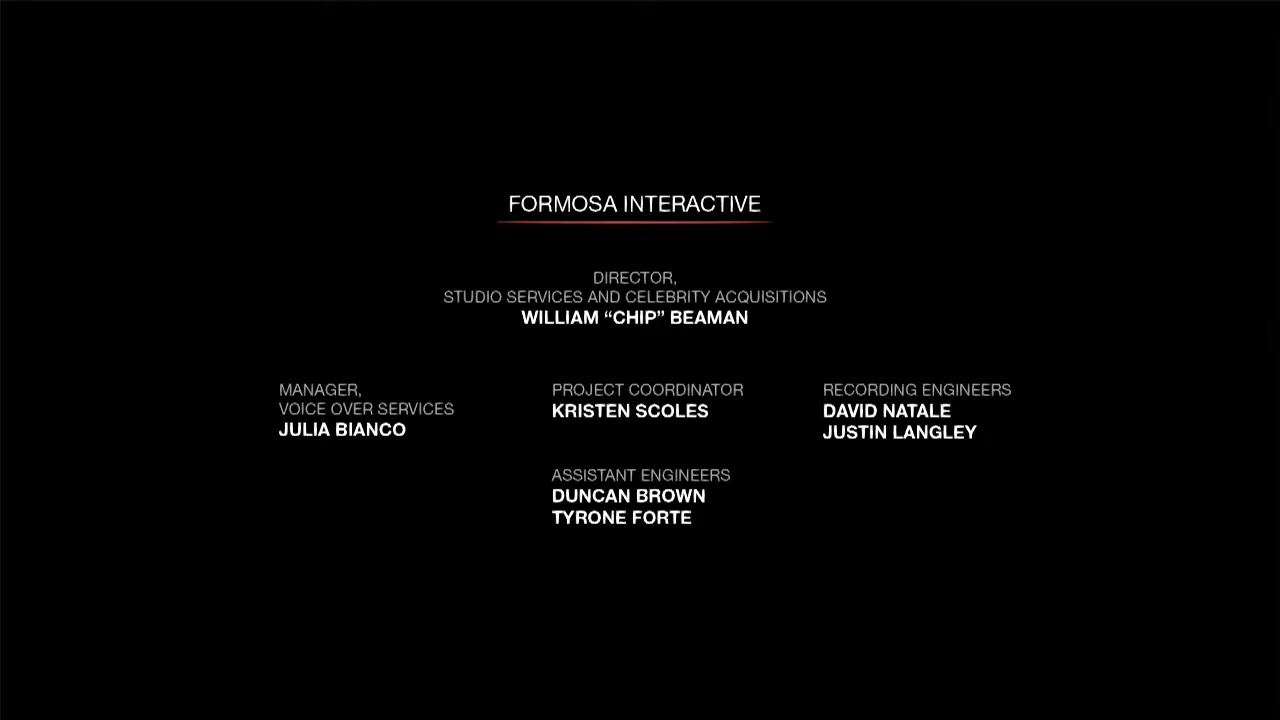 FORMOSA INTERACTIVE
DIRECTOR,
STUDIO SERVICES AND CELEBRITY ACQUISITIONS
WILLIAM “CHIP” BEAMAN
MANAGER,
VOICE OVER SERVICES
JULIA BIANCO
PROJECT COORDINATOR
KRISTEN SCOLES
RECORDING ENGINEERS
DAVID NATALE
JUSTIN LANGLEY
ASSISTANT ENGINEERS
DUNCAN BROWN
TYRONE FORTE